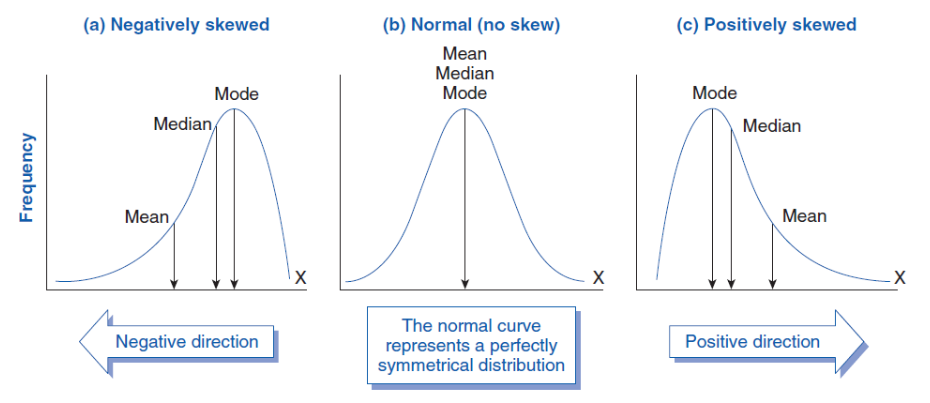 (a) Negatively skewed
(b) Normal (no skew)
(c) Positively skewed
Frequency
Mode
Median
Mean
X
Mean
Median
Mode
X
Mode
Median
Mean
X
Negative direction
The normal curve
represents a perfectly
symmetrical distribution
Positive direction